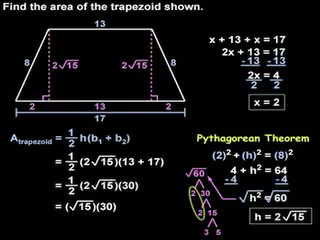 Find the area of the trapezoid shown.
13
8 2√15 2√15 8
2 13 2
17
x + 13 + x = 17
2x + 13 = 17
-13 -13
2x = 4
2 2
x = 2
A trapezoid = 1/2 h(b₁ + b₂)
= 1/2 (2√15)(13 + 17)
= 1/2 (2√15)(30)
= (√15)(30)
Pythagorean Theorem
(2)² + (h)² = (8)²
4 + h² = 64
-4 -4
√h² = √60
h = 2√15
√60
2 30
2 15
3 5